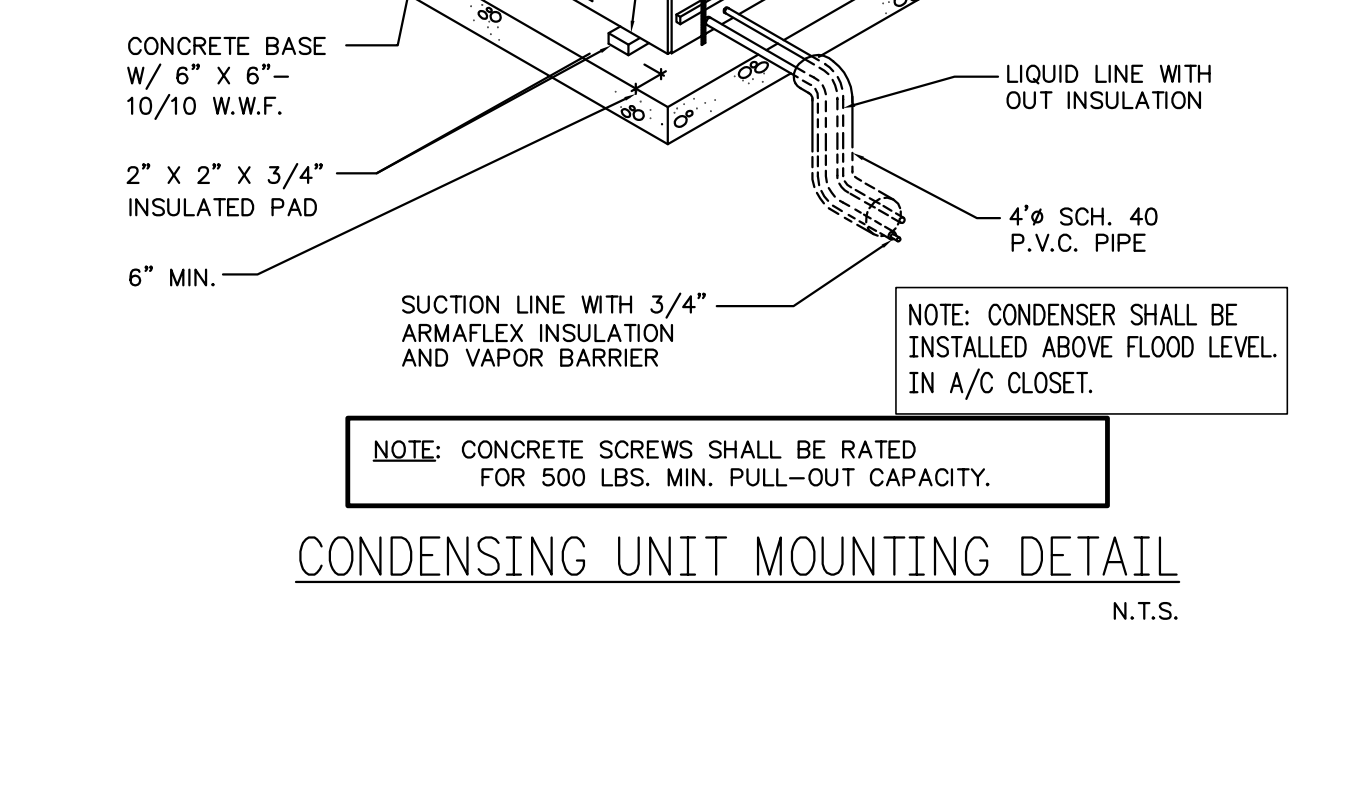 CONCRETE BASE
W/ 6" X 6"–
10/10 W.W.F.
LIQUID LINE WITH
OUT INSULATION
2" X 2" X 3/4"
INSULATED PAD
4'ø SCH. 40
P.V.C. PIPE
6" MIN.
SUCTION LINE WITH 3/4"
ARMAFLEX INSULATION
AND VAPOR BARRIER
NOTE: CONDENSER SHALL BE
INSTALLED ABOVE FLOOD LEVEL.
IN A/C CLOSET.
NOTE: CONCRETE SCREWS SHALL BE RATED
FOR 500 LBS. MIN. PULL–OUT CAPACITY.
CONDENSING UNIT MOUNTING DETAIL
N.T.S.